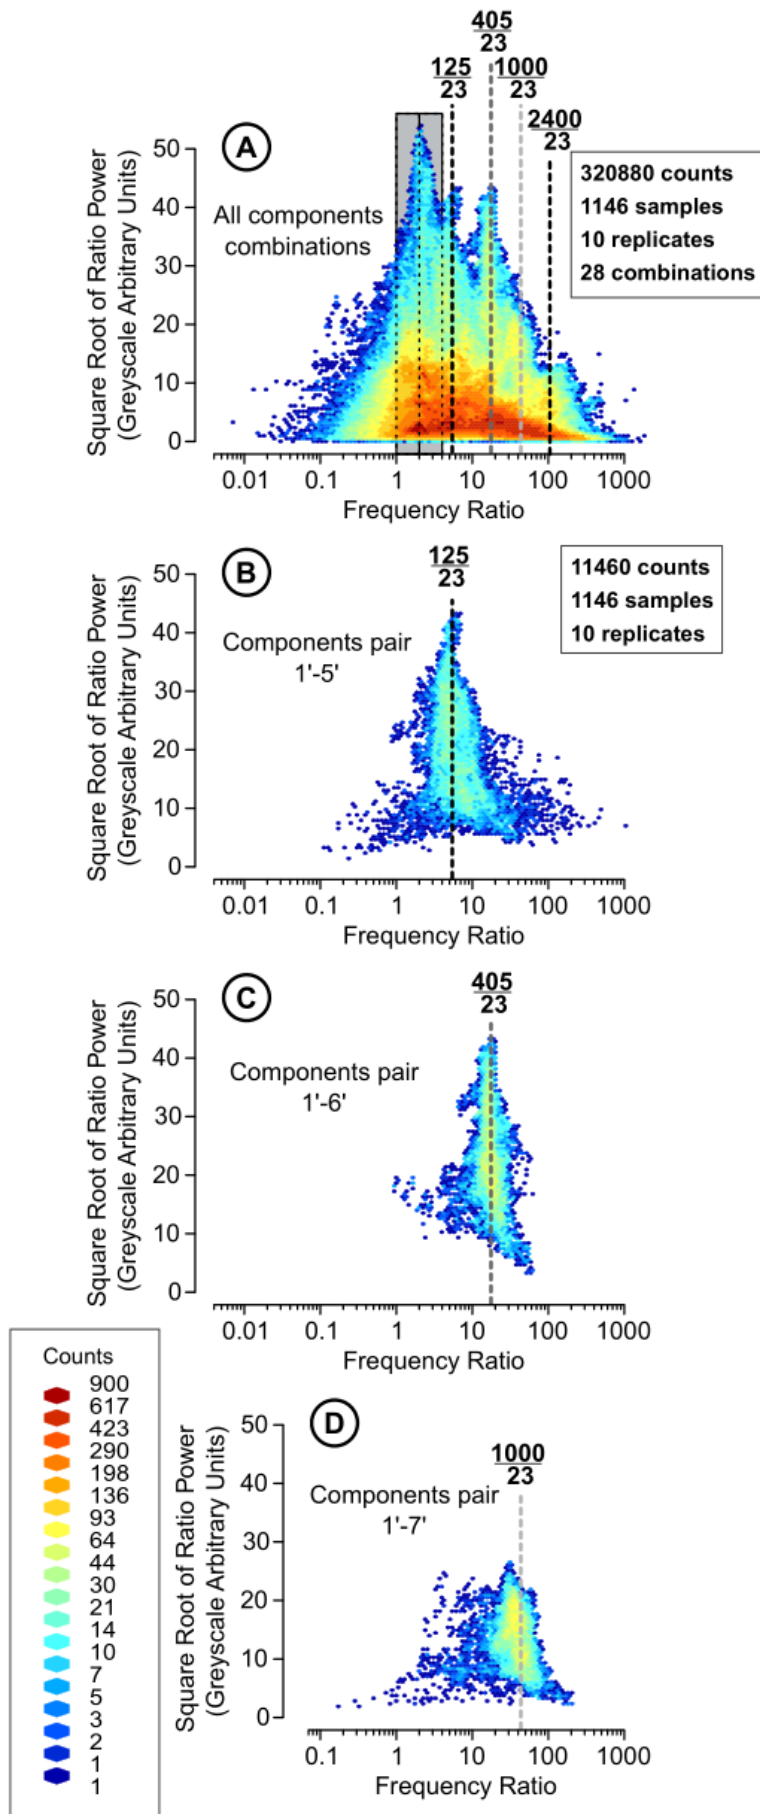 405
23
125
23
1000
23
2400
23
A
All components
combinations
320880 counts
1146 samples
10 replicates
28 combinations
Square Root of Ratio Power
(Greyscale Arbitrary Units)
50
40
30
20
10
0
0.01 0.1 1 10 100 1000
Frequency Ratio
B
125
23
Components pair
1'-5'
11460 counts
1146 samples
10 replicates
Square Root of Ratio Power
(Greyscale Arbitrary Units)
50
40
30
20
10
0
0.01 0.1 1 10 100 1000
Frequency Ratio
C
405
23
Components pair
1'-6'
Square Root of Ratio Power
(Greyscale Arbitrary Units)
50
40
30
20
10
0
0.01 0.1 1 10 100 1000
Frequency Ratio
Counts
900
617
423
290
198
136
93
64
44
30
21
14
10
7
5
3
2
1
1
D
1000
23
Components pair
1'-7'
Square Root of Ratio Power
(Greyscale Arbitrary Units)
50
40
30
20
10
0
0.1 1 10 100 1000
Frequency Ratio